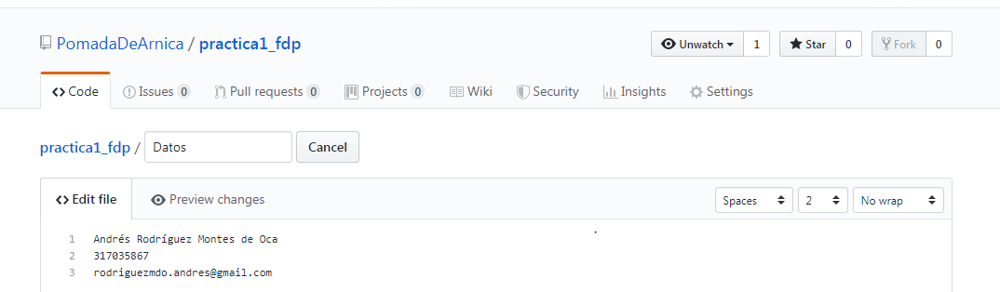 PomadaDeArnica / practica1_fdp
Unwatch 1 Star 0 Fork 0
Code Issues 0 Pull requests 0 Projects 0 Wiki Security Insights Settings
practica1_fdp / Datos Cancel
Edit file Preview changes Spaces 2 No wrap
1 Andrés Rodríguez Montes de Oca
2 317035867
3 rodriguezmdo.andres@gmail.com